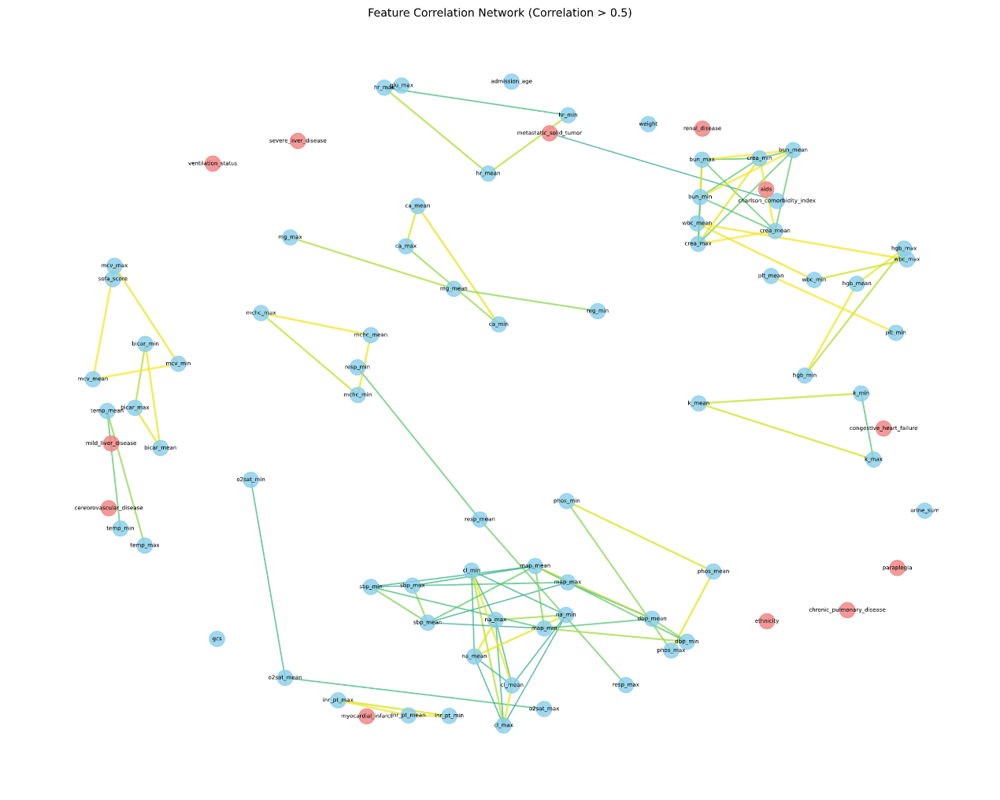 Feature Correlation Network (Correlation > 0.5)
admission_age
hr_max
glu_max
hr_min
weight
renal_disease
metastatic_solid_tumor
severe_liver_disease
bun_mean
crea_min
bun_max
ventilation_status
hr_mean
aids
bun_min
charlson_comorbidity_index
ca_mean
wbc_mean
crea_mean
mg_max
crea_max
ca_max
hgb_max
wbc_max
mcv_max
sofa_score
plt_mean
wbc_min
hgb_mean
mg_mean
mg_min
mchc_max
ca_min
plt_min
mchc_mean
bicar_min
mcv_min
resp_min
hgb_min
mcv_mean
k_min
mchc_min
k_mean
bicar_max
temp_mean
congestive_heart_failure
mild_liver_disease
bicar_mean
k_max
o2sat_min
phos_min
cerebrovascular_disease
urine_sum
resp_mean
temp_min
temp_max
map_mean
paraplegia
cl_min
phos_mean
map_max
sbp_max
sbp_min
chronic_pulmonary_disease
na_min
dbp_mean
na_max
ethnicity
sbp_mean
map_min
gcs
dbp_min
phos_max
na_mean
o2sat_mean
cl_mean
resp_max
inr_pt_max
o2sat_max
myocardial_infarct
inr_pt_mean
inr_pt_min
cl_max